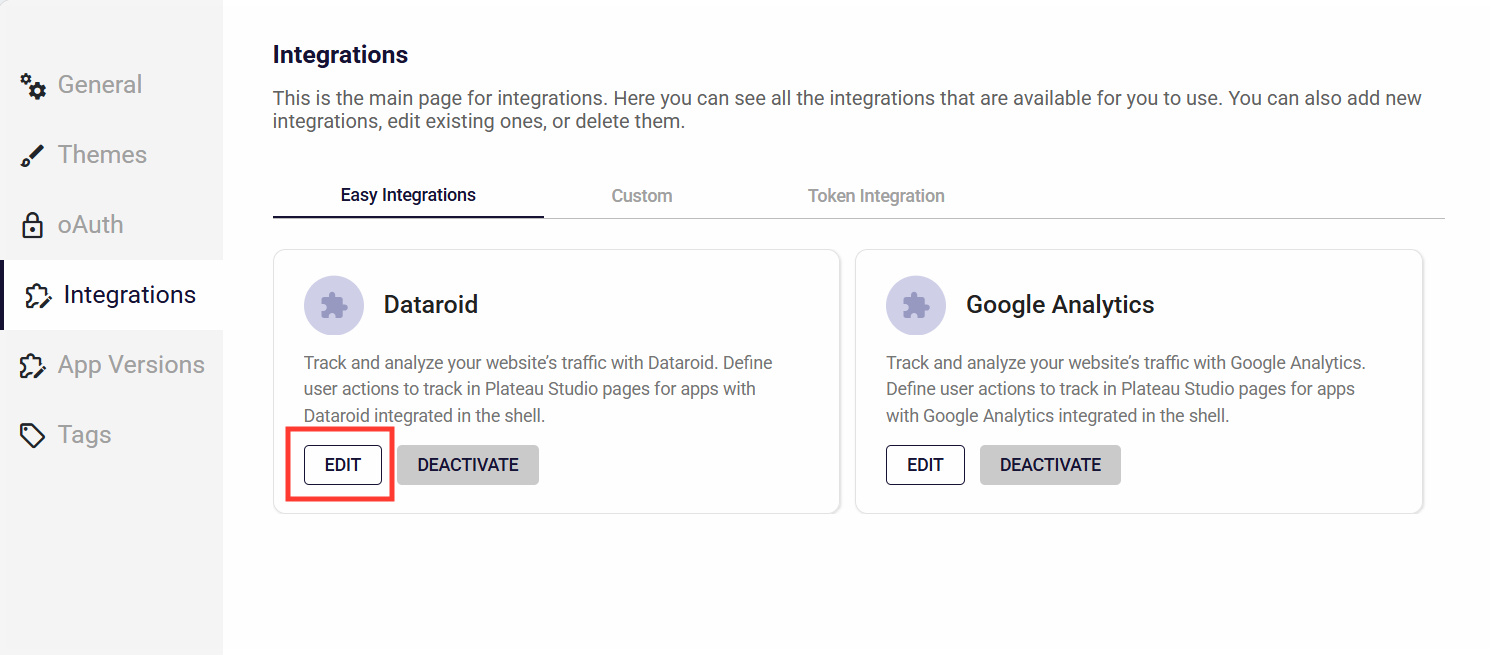 General
Themes
oAuth
Integrations
App Versions
Tags
Integrations
This is the main page for integrations. Here you can see all the integrations that are available for you to use. You can also add new
integrations, edit existing ones, or delete them.
Easy Integrations
Custom
Token Integration
Dataroid
Track and analyze your website’s traffic with Dataroid. Define
user actions to track in Plateau Studio pages for apps with
Dataroid integrated in the shell.
EDIT
DEACTIVATE
Google Analytics
Track and analyze your website’s traffic with Google Analytics.
Define user actions to track in Plateau Studio pages for apps
with Google Analytics integrated in the shell.
EDIT
DEACTIVATE